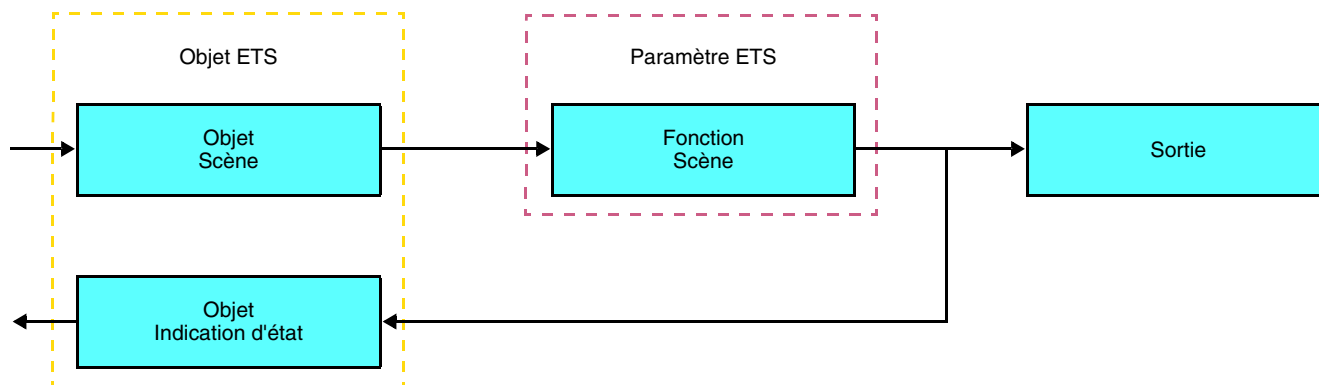 Objet ETS
Paramètre ETS
Objet
Scène
Fonction
Scène
Sortie
Objet
Indication d'état